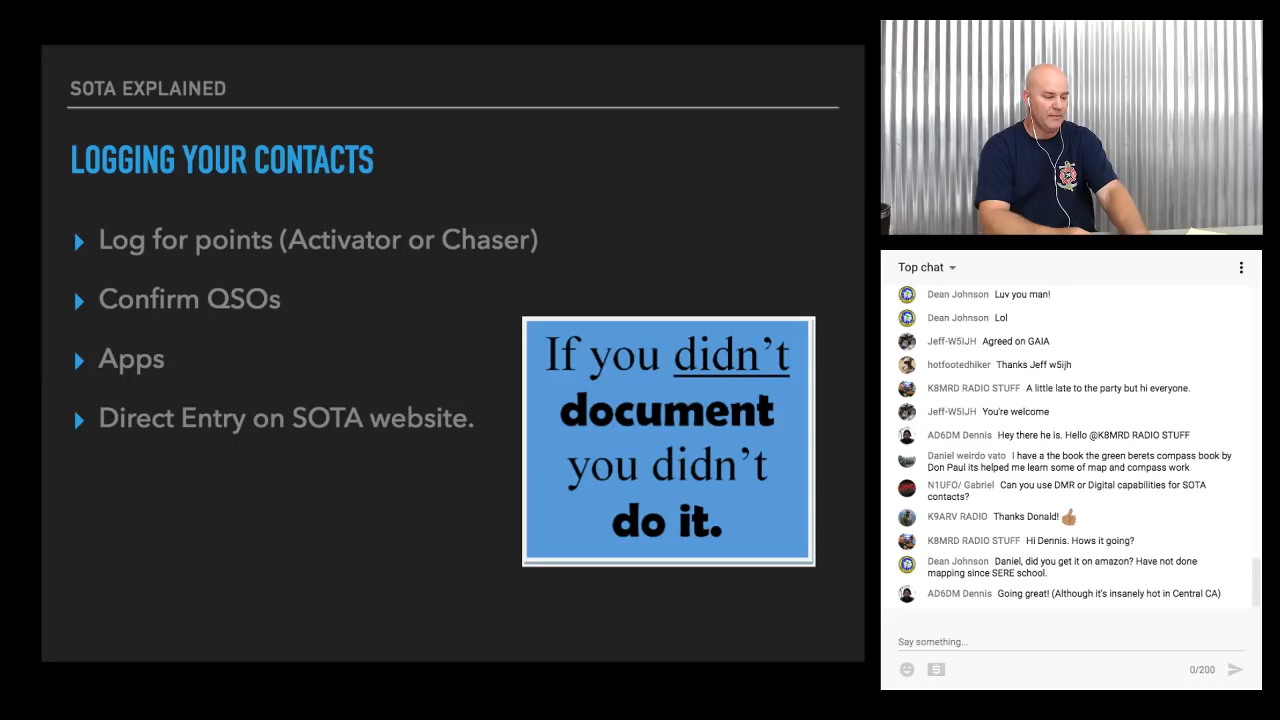 SOTA EXPLAINED
LOGGING YOUR CONTACTS
Log for points (Activator or Chaser)
Confirm QSOs
Apps
Direct Entry on SOTA website.
If you didn't
document
you didn't
do it.
Top chat
Dean Johnson Luv you man!
Dean Johnson Lol
Jeff-W5IJH Agreed on GAIA
hotfootedhiker Thanks Jeff w5ijh
K8MRD RADIO STUFF A little late to the party but hi everyone.
Jeff-W5IJH You're welcome
AD6DM Dennis Hey there he is. Hello @K8MRD RADIO STUFF
Daniel weirdo vato I have a the book the green berets compass book by
Don Paul its helped me learn some of map and compass work
N1UFO/ Gabriel Can you use DMR or Digital capabilities for SOTA
contacts?
K9ARV RADIO Thanks Donald!
K8MRD RADIO STUFF Hi Dennis. Hows it going?
Dean Johnson Daniel, did you get it on amazon? Have not done
mapping since SERE school.
AD6DM Dennis Going great! (Although it's insanely hot in Central CA)
Say something...
0/200